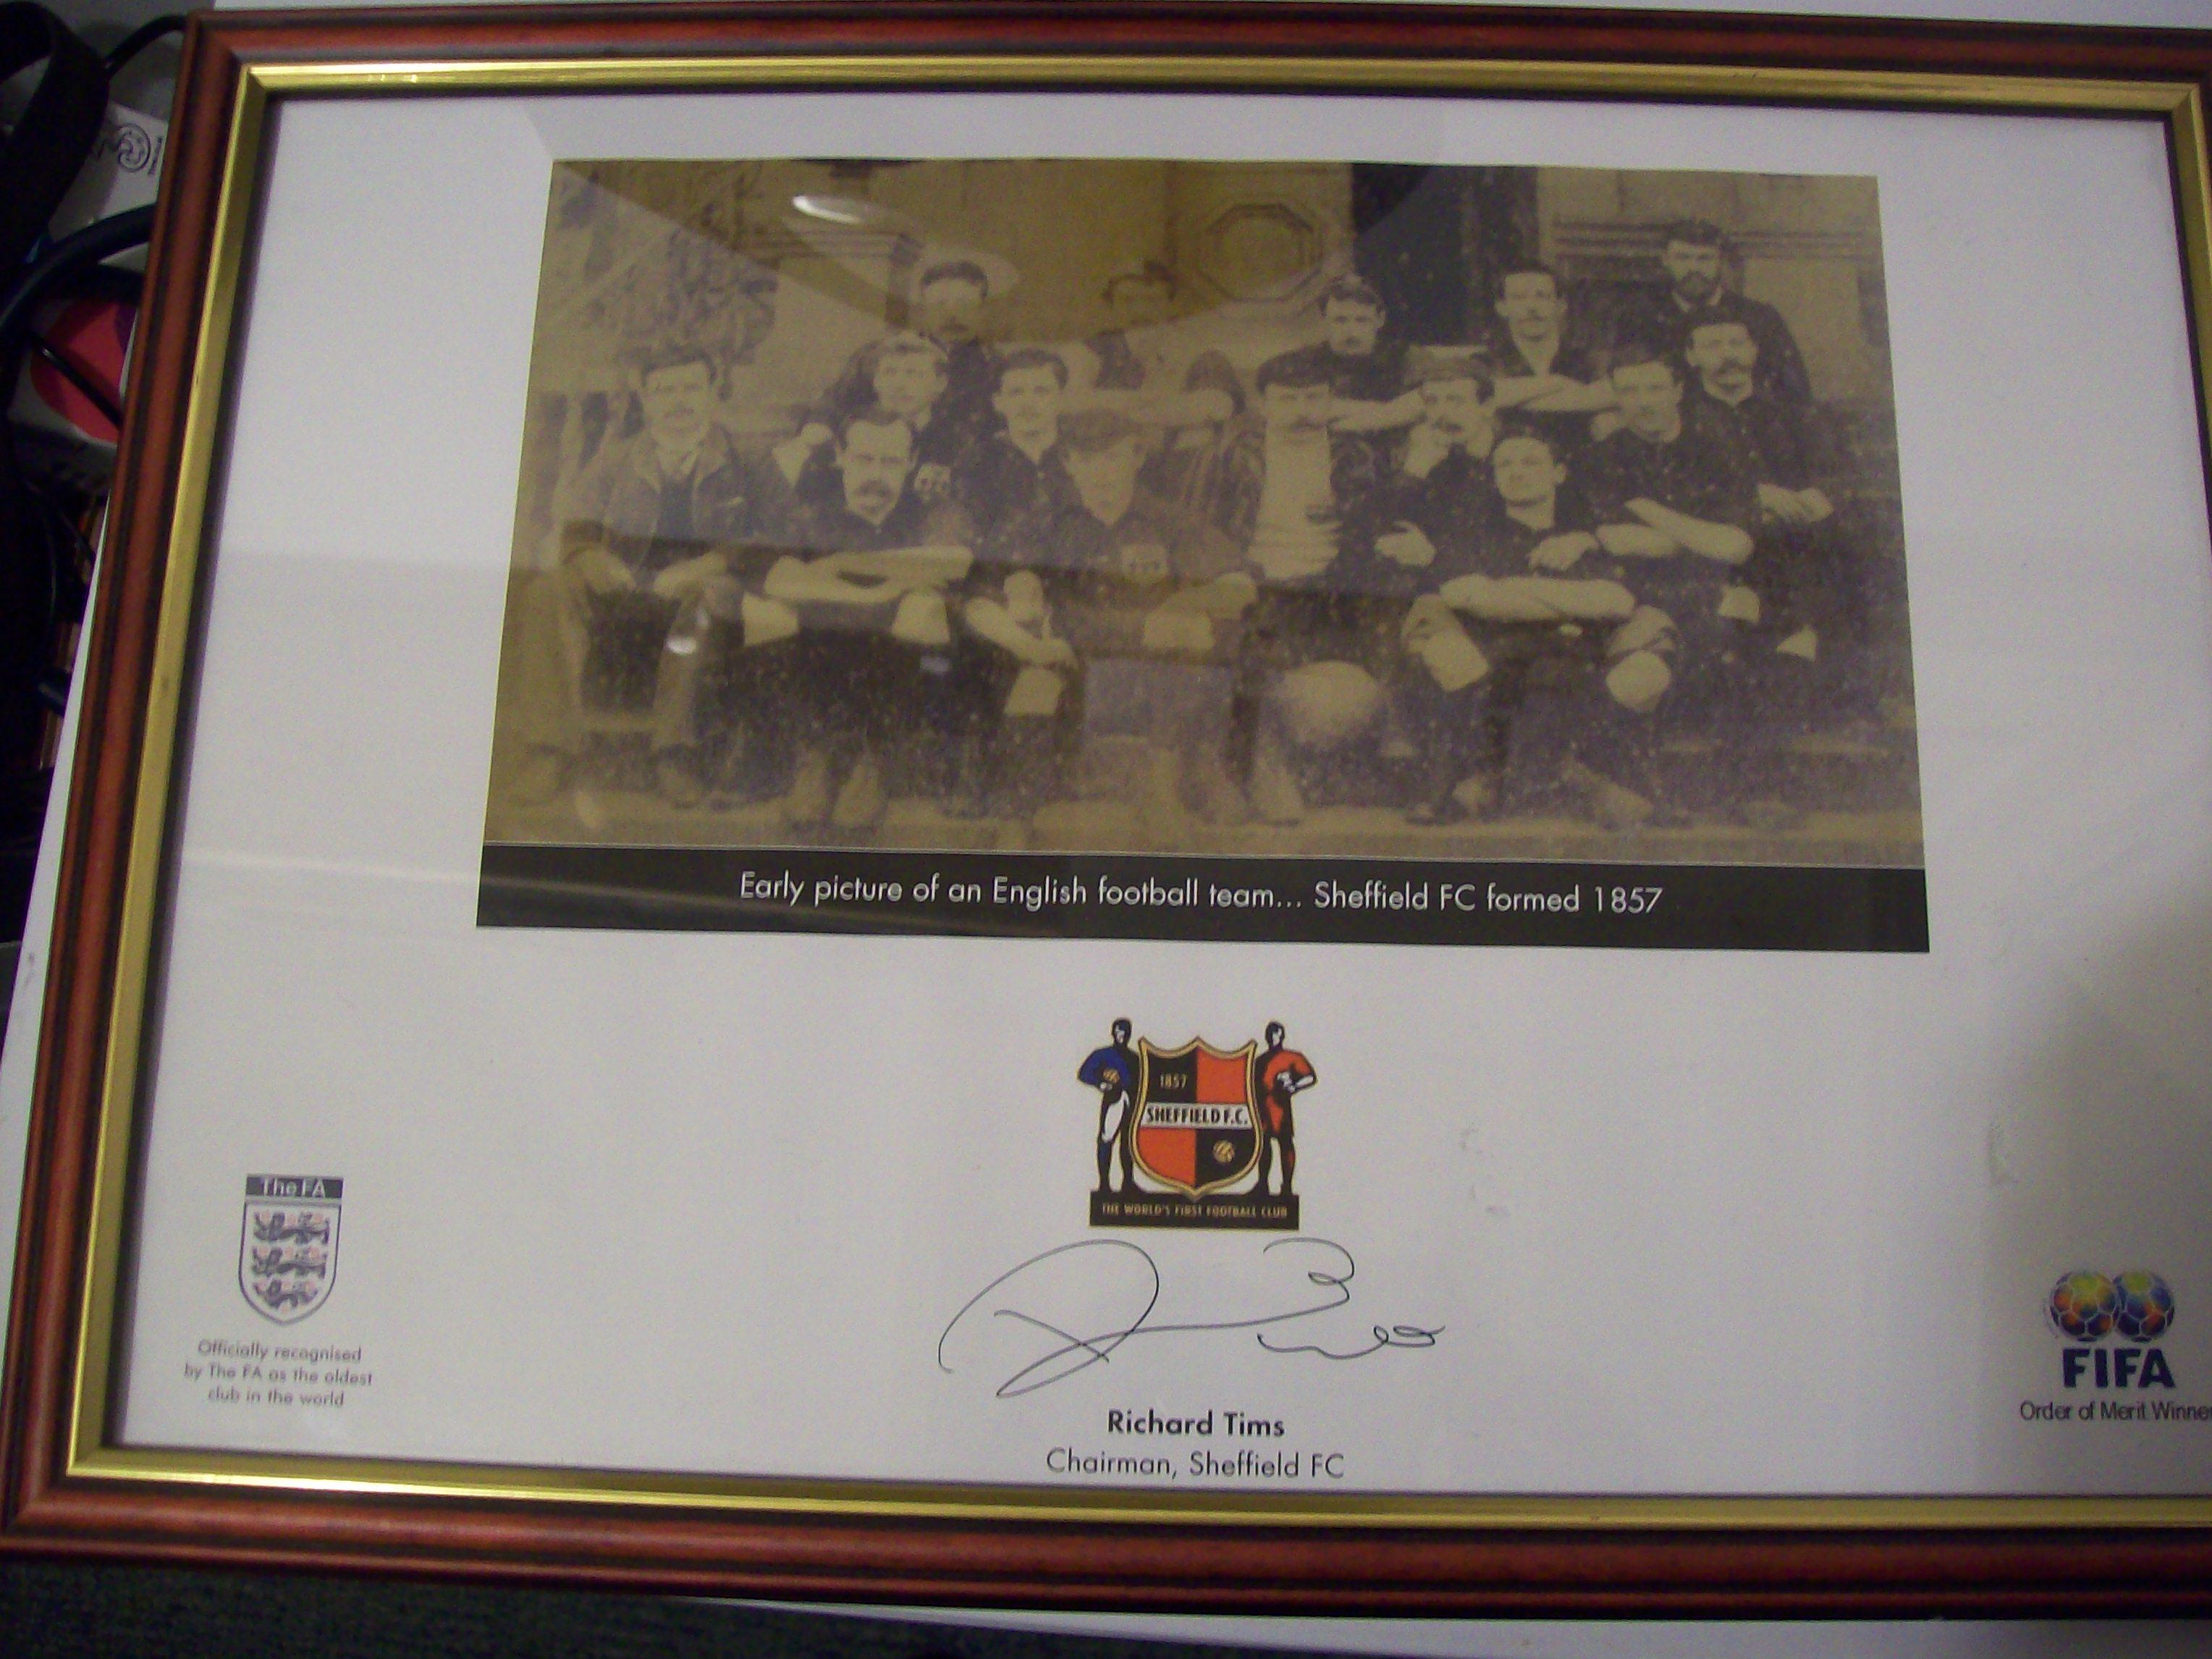 Early picture of an English football team... Sheffield FC formed 1857
1857
SHEFFIELD F.C.
THE WORLD'S FIRST FOOTBALL CLUB
The FA
Officially recognised
by The FA as the oldest
club in the world
Richard Tims
Chairman, Sheffield FC
FIFA
Order of Merit Winner